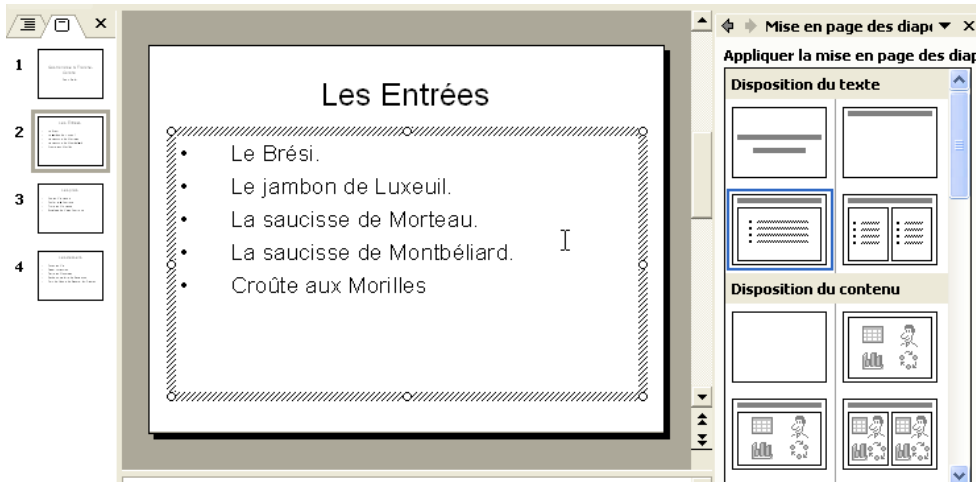 Mise en page des diap
Appliquer la mise en page des diap
Disposition du texte
1
2
3
4
Les Entrées
• Le Brési.
• Le jambon de Luxeuil.
• La saucisse de Morteau.
• La saucisse de Montbéliard.
• Croûte aux Morilles
Disposition du contenu